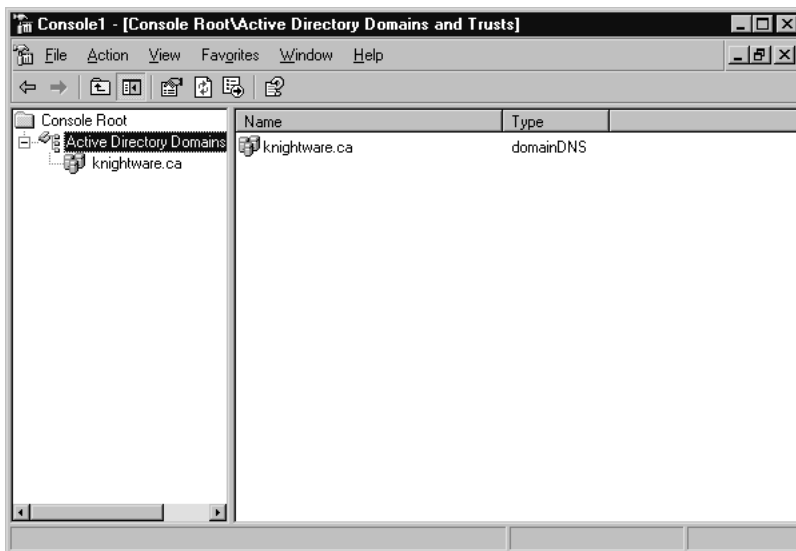 Console1 - [Console Root\Active Directory Domains and Trusts]
File Action View Favorites Window Help
Console Root
Active Directory Domains
knightware.ca
Name Type
knightware.ca domainDNS